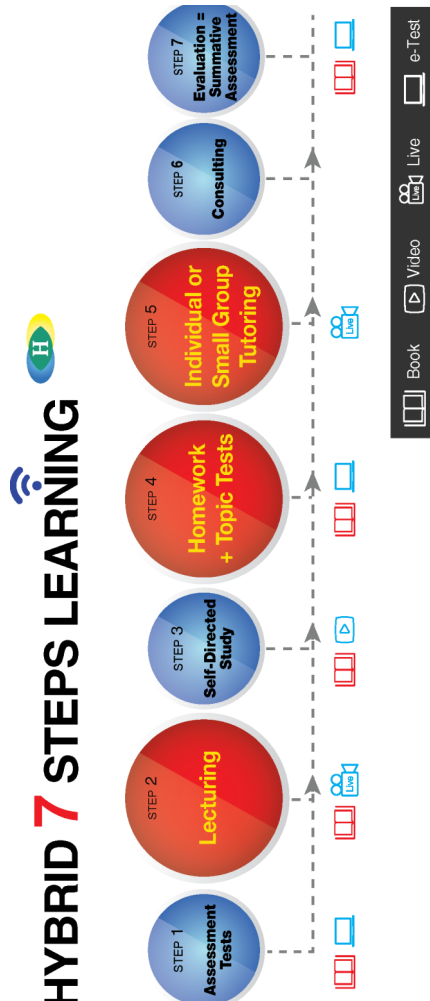 HYBRID 7 STEPS LEARNING
H
STEP 1
Assessment
Tests
STEP 2
Lecturing
STEP 3
Self-Directed
Study
STEP 4
Homework
+ Topic Tests
STEP 5
Individual or
Small Group
Tutoring
STEP 6
Consulting
STEP 7
Evaluation =
Summative
Assessment
Live
Live
Book
Video
Live
Live
e-Test